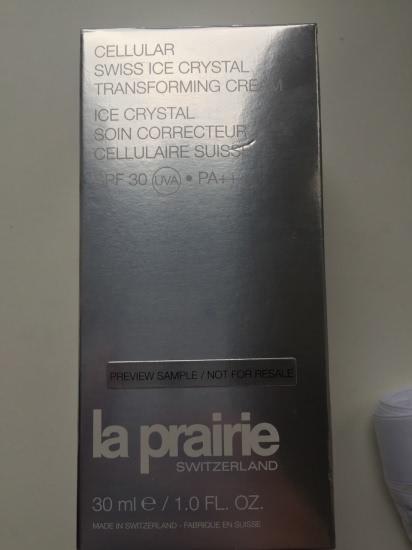 CELLULAR
SWISS ICE CRYSTAL
TRANSFORMING CREAM
ICE CRYSTAL
SOIN CORRECTEUR
CELLULAIRE SUISSE
SPF 30 UVA • PA++
PREVIEW SAMPLE / NOT FOR RESALE
la prairie
SWITZERLAND
30 ml ℮ / 1.0 FL. OZ.
MADE IN SWITZERLAND - FABRIQUE EN SUISSE